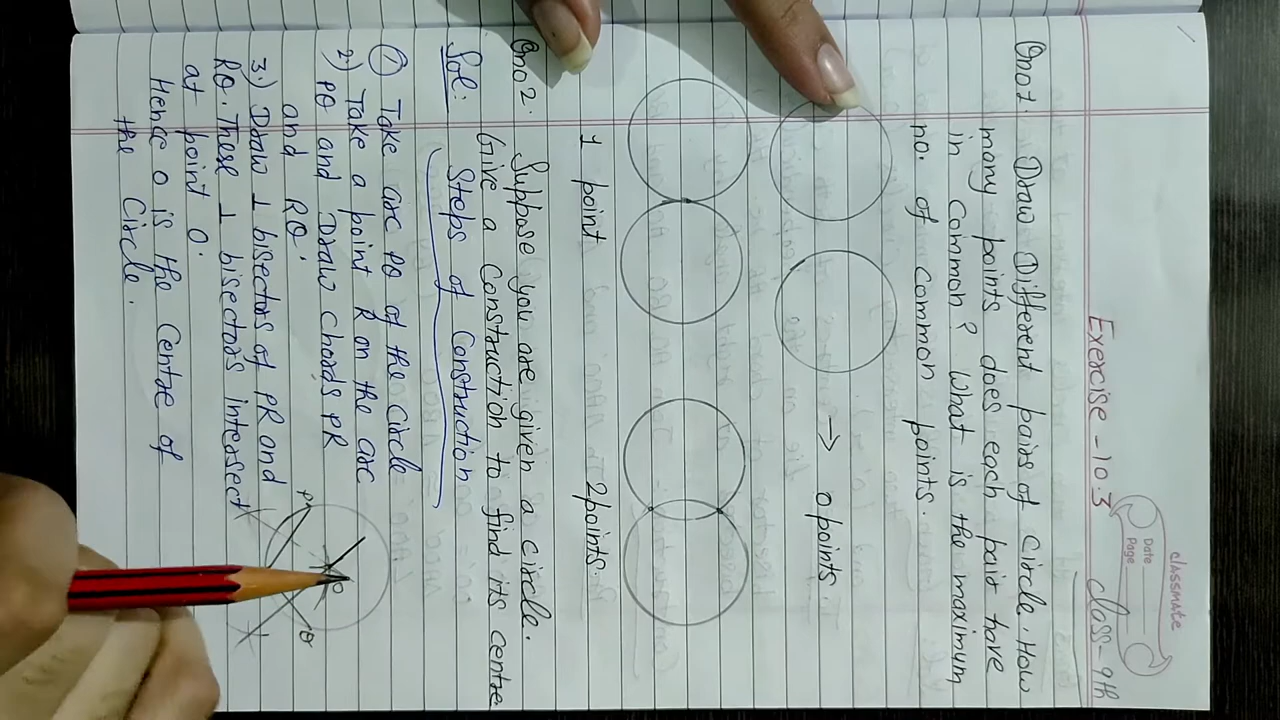 classmate
Date
Page
Exercise - 10.3 Class - 9th
Qno1. Draw Different pairs of Circle. How
many points does each pair have
in common? What is the maximum
no. of common points.
→ 0 points.
1 point 2 points.
Qno 2. Suppose you are given a circle.
Give a Construction to find its centre
Sol: Steps of Construction
① Take arc PQ of the Circle
2) Take a point R on the arc
PQ and Draw Chords PR
and RQ.
3.) Draw ⊥ bisectors of PR and
RQ. These ⊥ bisectors intersect
at point O.
Hence O is the Centre of
the Circle.
P
O
Q